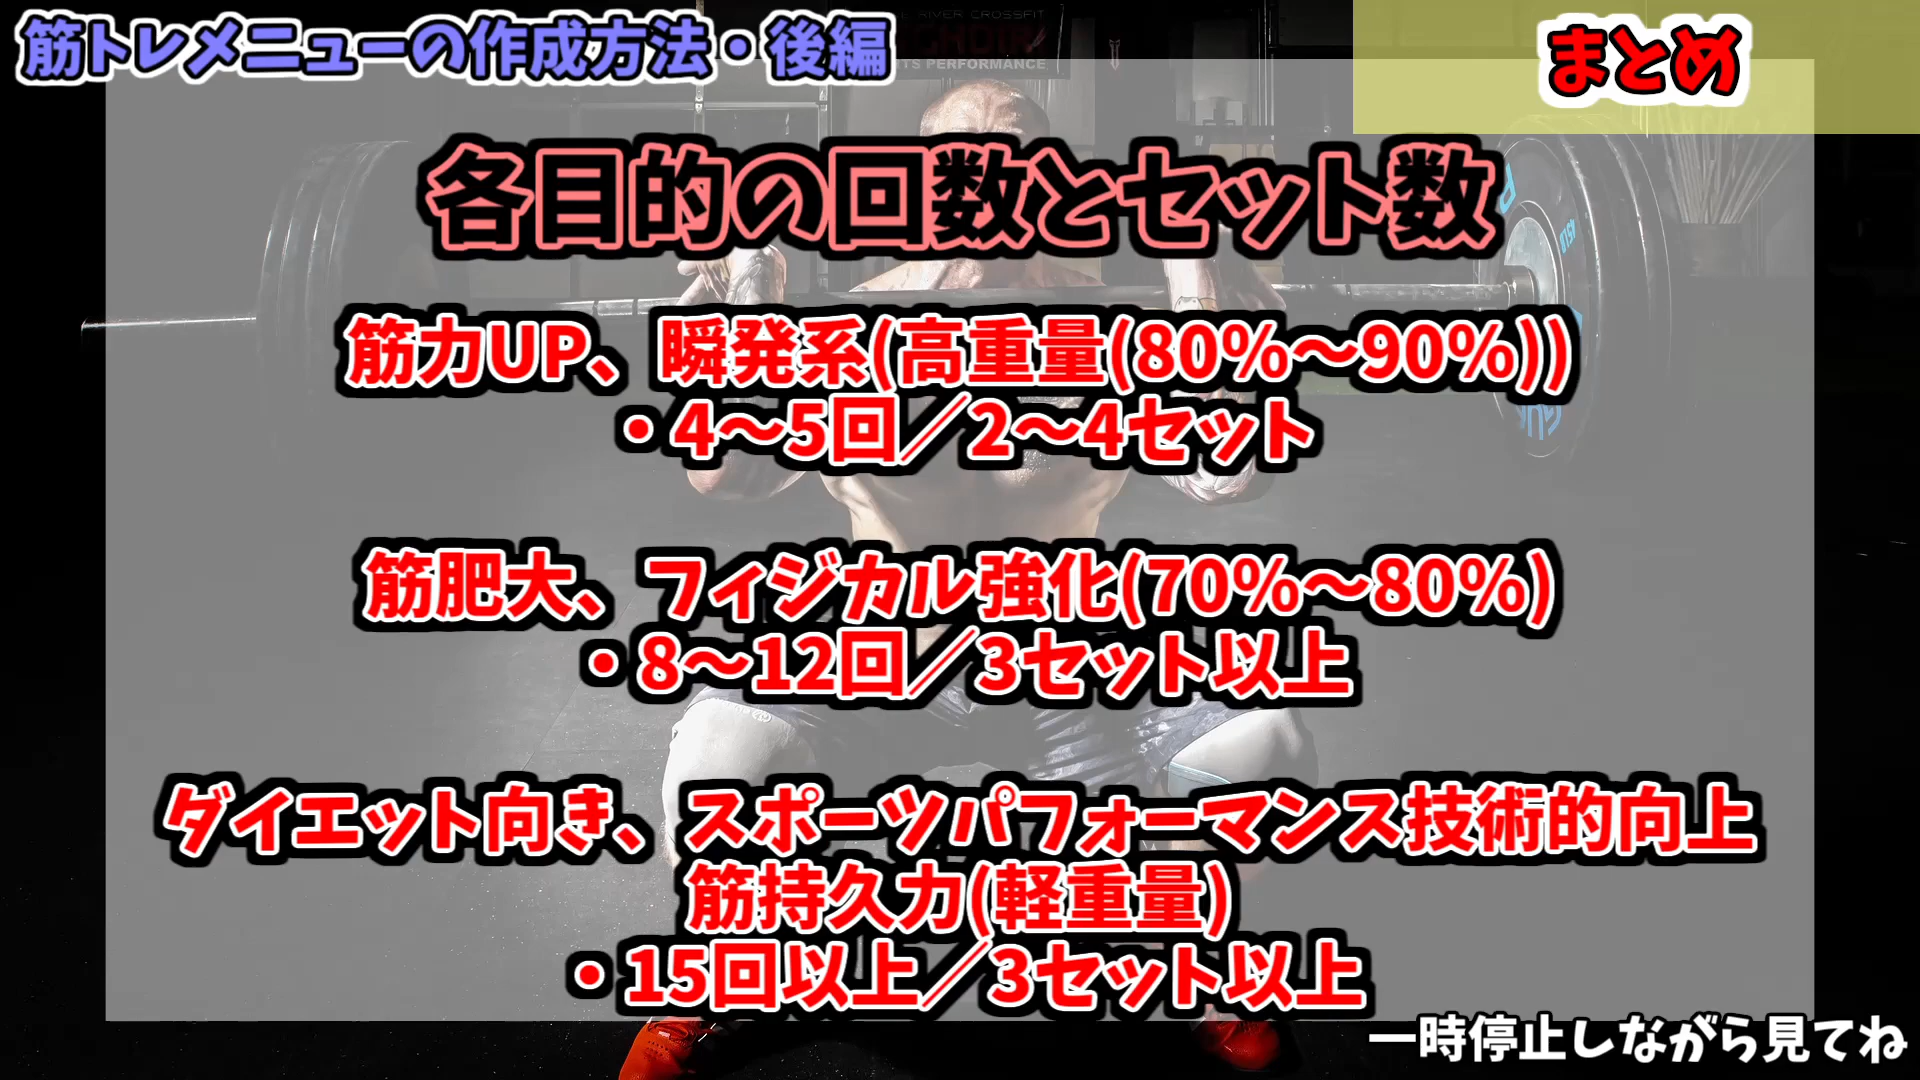 筋トレメニューの作成方法・後編
まとめ
RIVER CROSSFIT
SPORTS PERFORMANCE
各目的の回数とセット数
筋力UP、瞬発系(高重量(80%〜90%))
・4〜5回／2〜4セット
筋肥大、フィジカル強化(70%〜80%)
・8〜12回／3セット以上
ダイエット向き、スポーツパフォーマンス技術的向上
筋持久力(軽重量)
・15回以上／3セット以上
一時停止しながら見てね